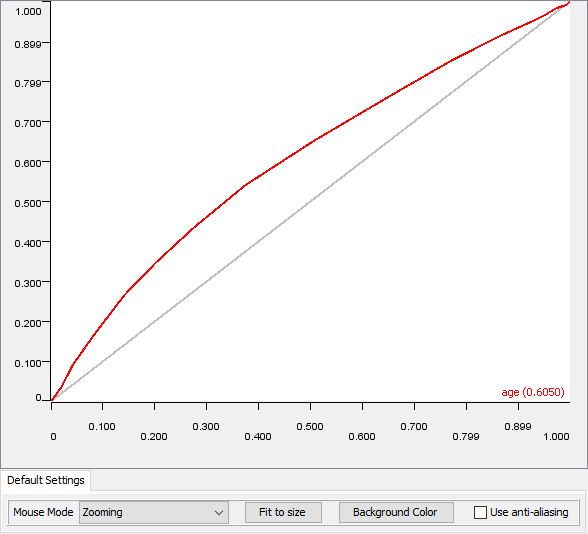 1.000
0.899
0.799
0.700
0.600
0.500
0.400
0.300
0.200
0.100
0
age (0.6050)
0 0.100 0.200 0.300 0.400 0.500 0.600 0.700 0.799 0.899 1.000
Default Settings
Mouse Mode Zooming Fit to size Background Color Use anti-aliasing